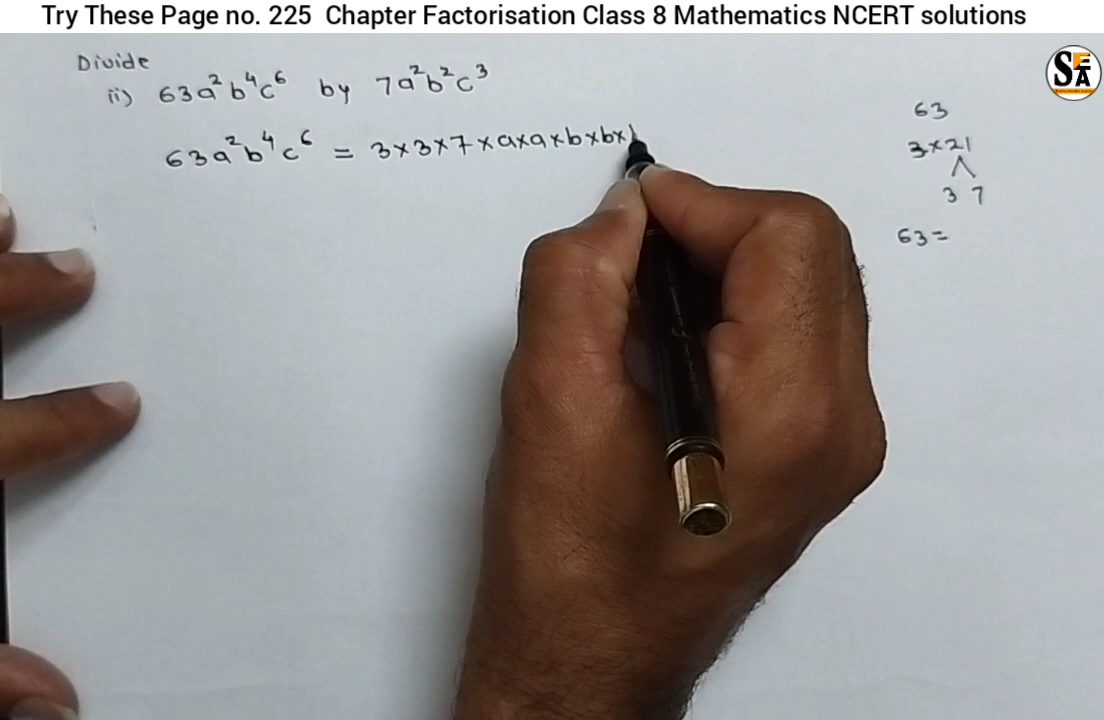 Try These Page no. 225 Chapter Factorisation Class 8 Mathematics NCERT solutions
Divide
ii) 63a²b⁴c⁶ by 7a²b²c³
63a²b⁴c⁶ = 3×3×7×a×a×b×b×
63
3×21
3 7
63=
SEA